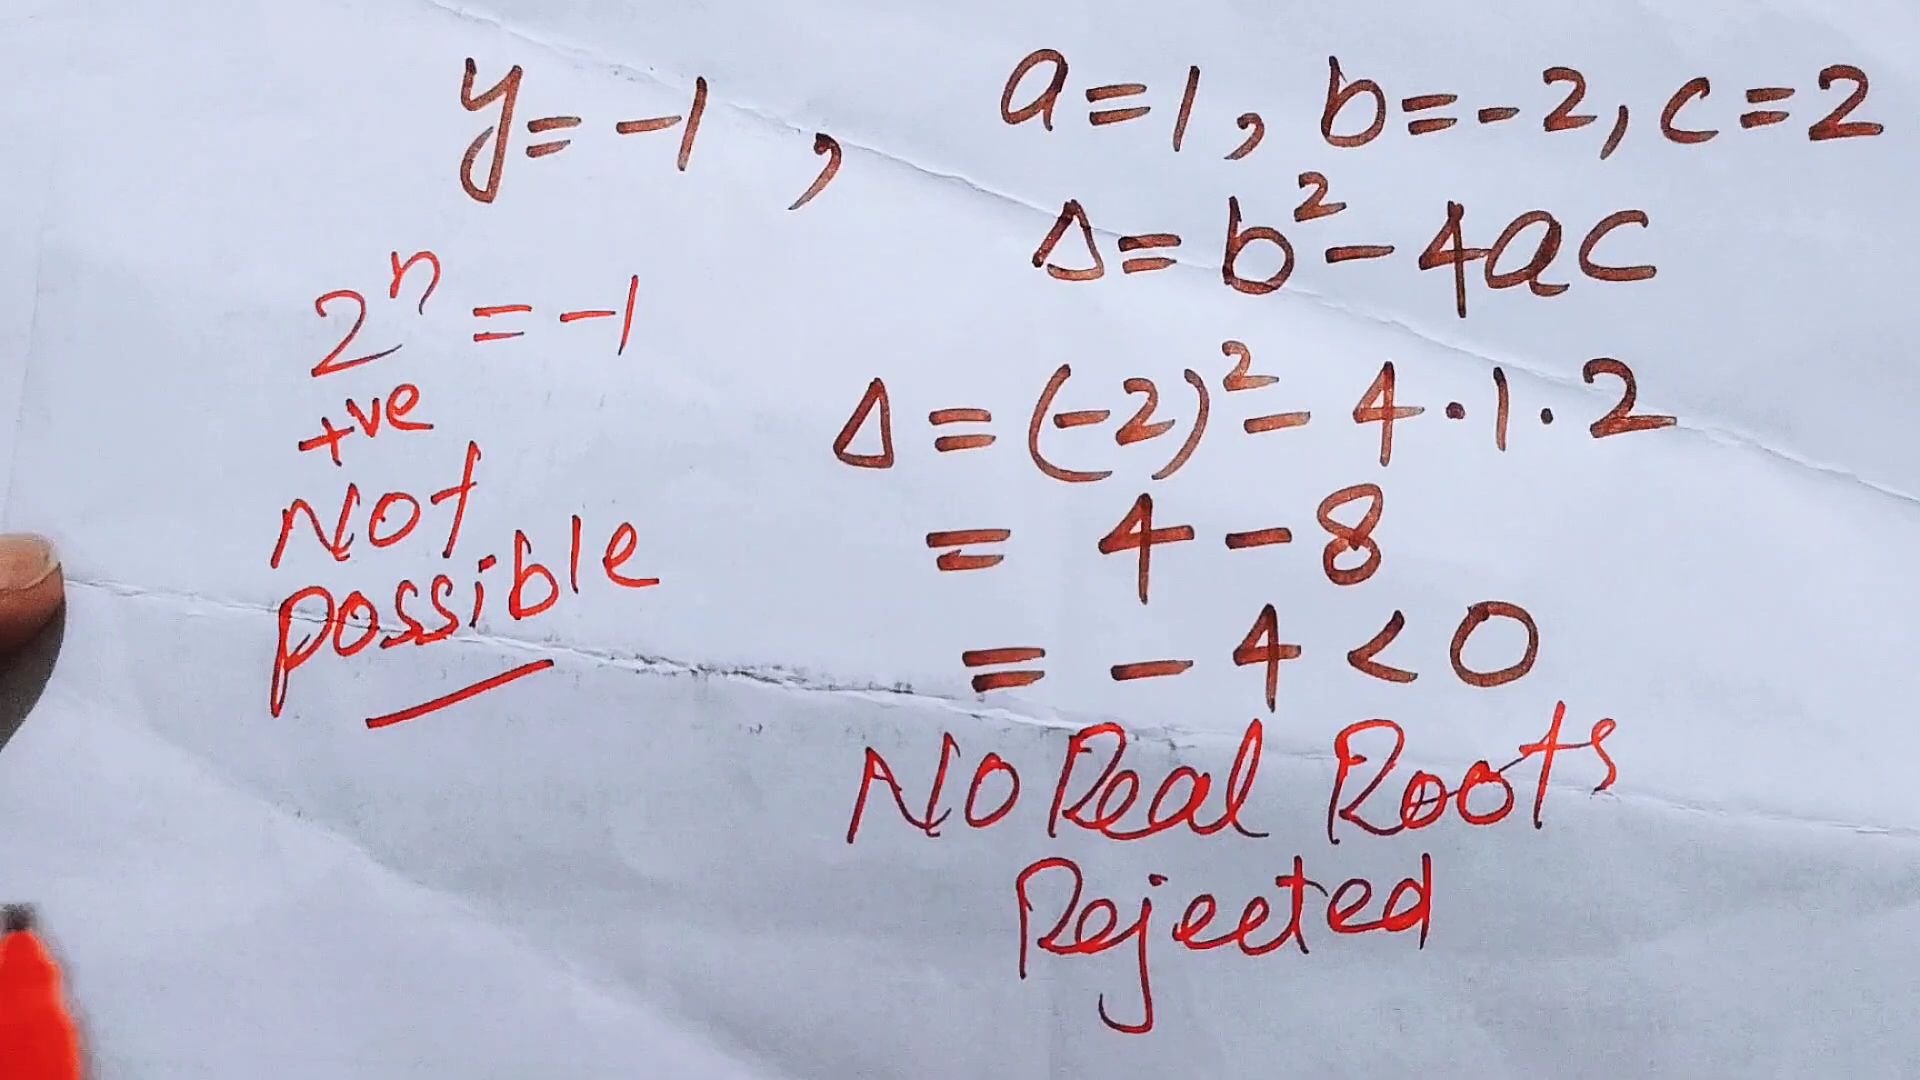 y = -1 ,
2ⁿ = -1
+ve
Not
possible
a = 1 , b = -2, c = 2
Δ = b² - 4ac
Δ = (-2)² - 4 · 1 · 2
= 4 - 8
= - 4 < 0
No Real Roots
Rejected